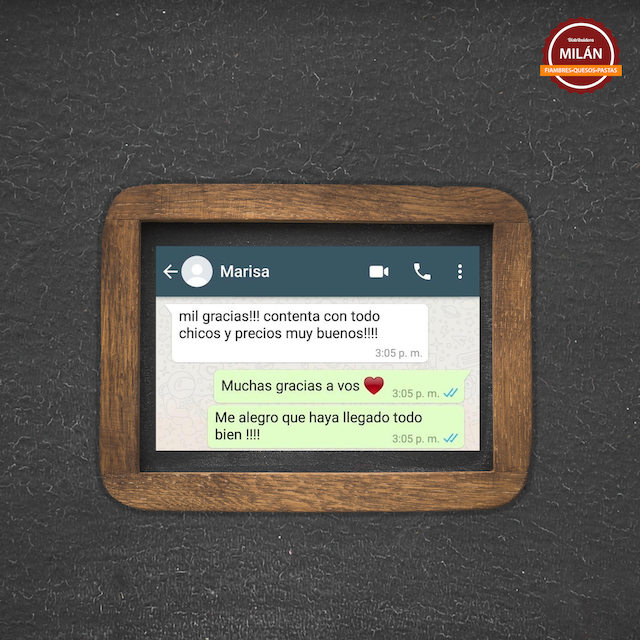 Distribuidora
MILÁN
FIAMBRES•QUESOS•PASTAS
Marisa
mil gracias!!! contenta con todo
chicos y precios muy buenos!!!!
3:05 p. m.
Muchas gracias a vos ❤
3:05 p. m.
Me alegro que haya llegado todo
bien !!!!
3:05 p. m.